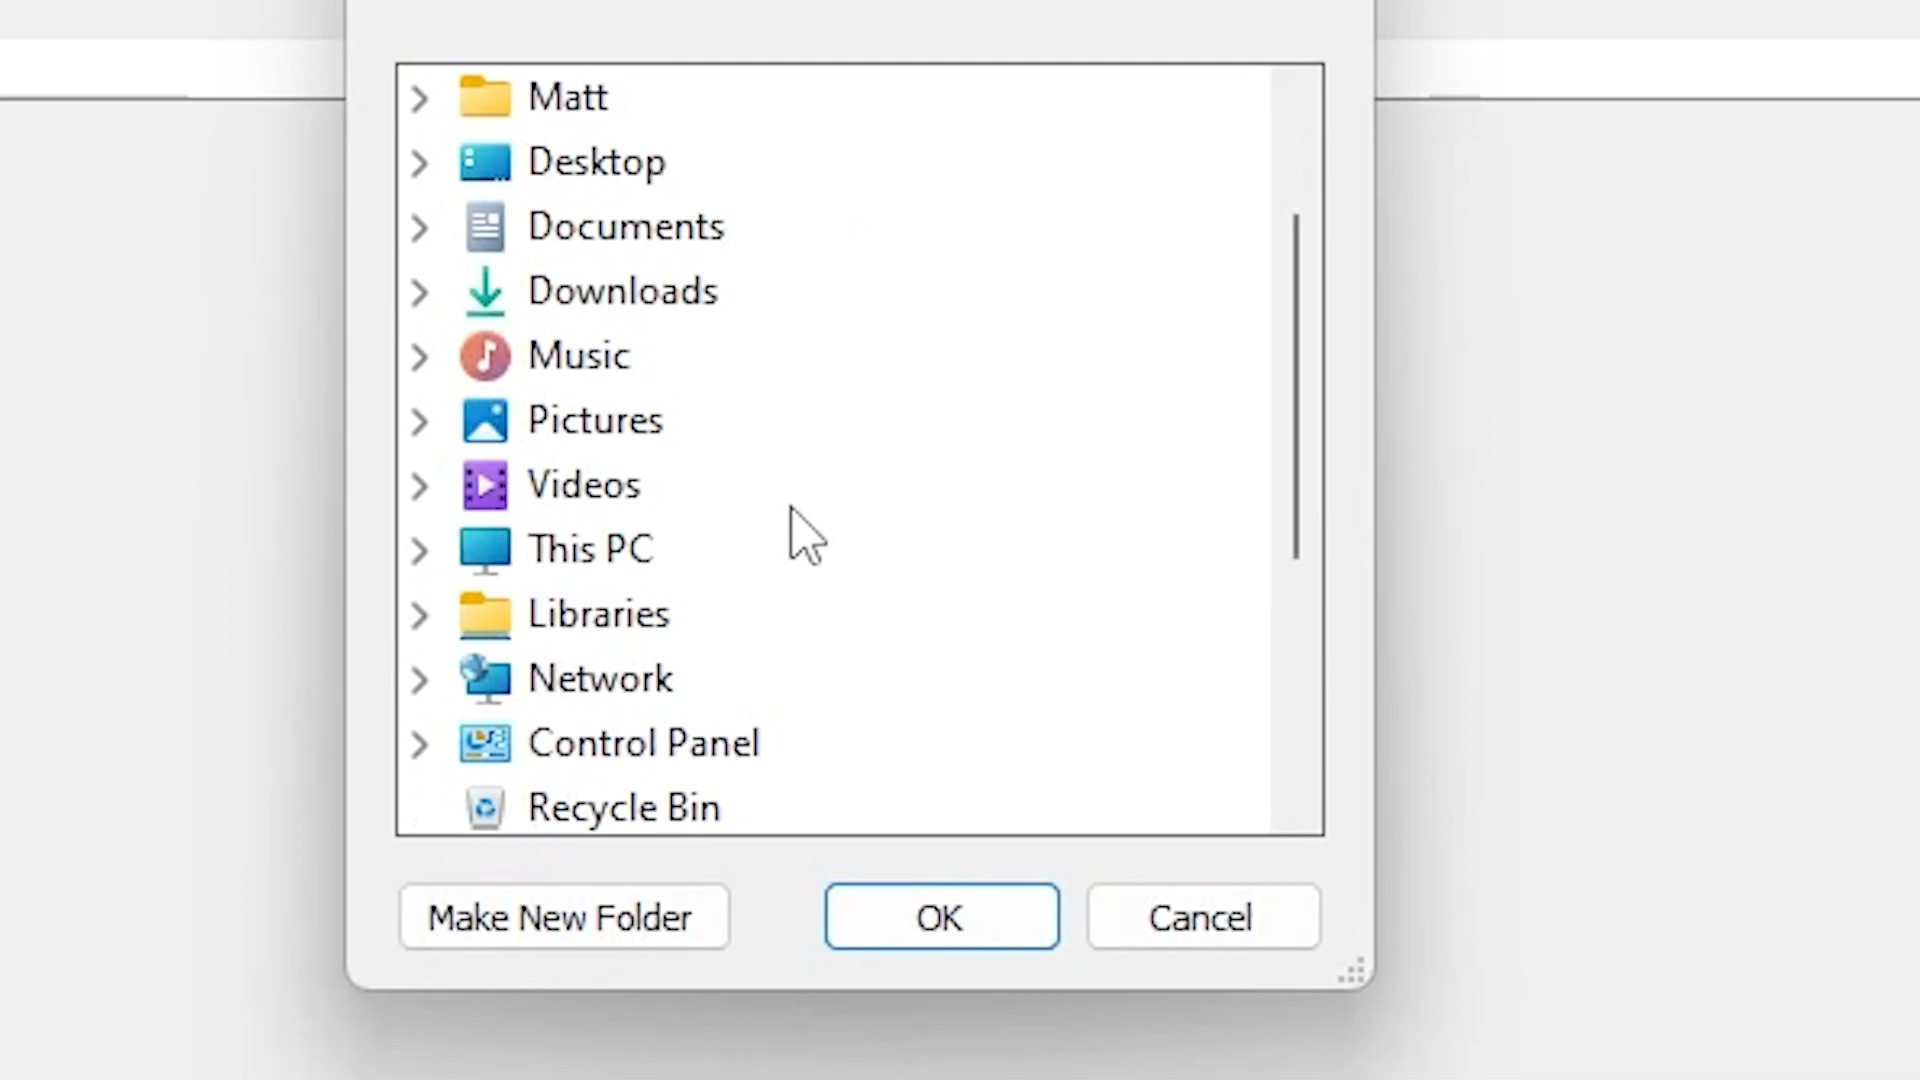 Matt
Desktop
Documents
Downloads
Music
Pictures
Videos
This PC
Libraries
Network
Control Panel
Recycle Bin
Make New Folder
OK
Cancel